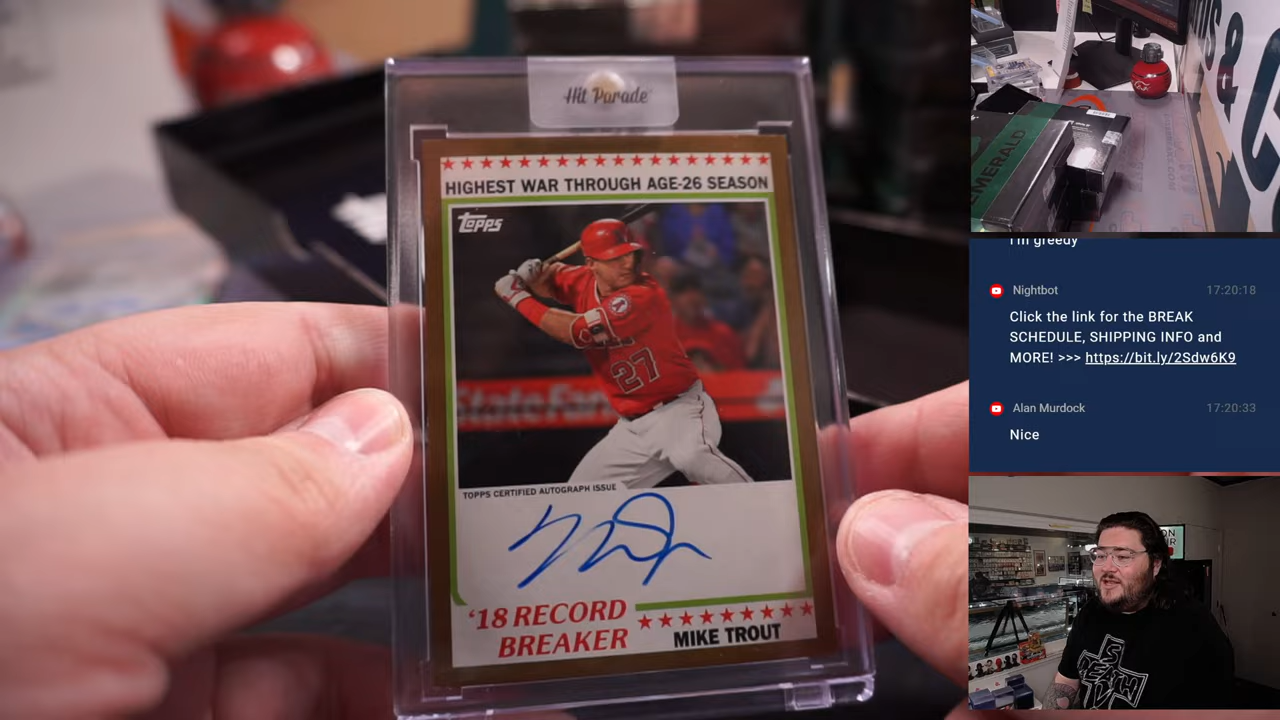 Hit Parade
★★★★★★★★★★★★★★★★★★
HIGHEST WAR THROUGH AGE-26 SEASON
Topps
27
StateFar
TOPPS CERTIFIED AUTOGRAPH ISSUE
'18 RECORD
BREAKER
★★★★★★★★★★
MIKE TROUT
EMERALD
I'm greedy
Nightbot 17:20:18
Click the link for the BREAK
SCHEDULE, SHIPPING INFO and
MORE! >>> https://bit.ly/2Sdw6K9
Alan Murdock 17:20:33
Nice
ON